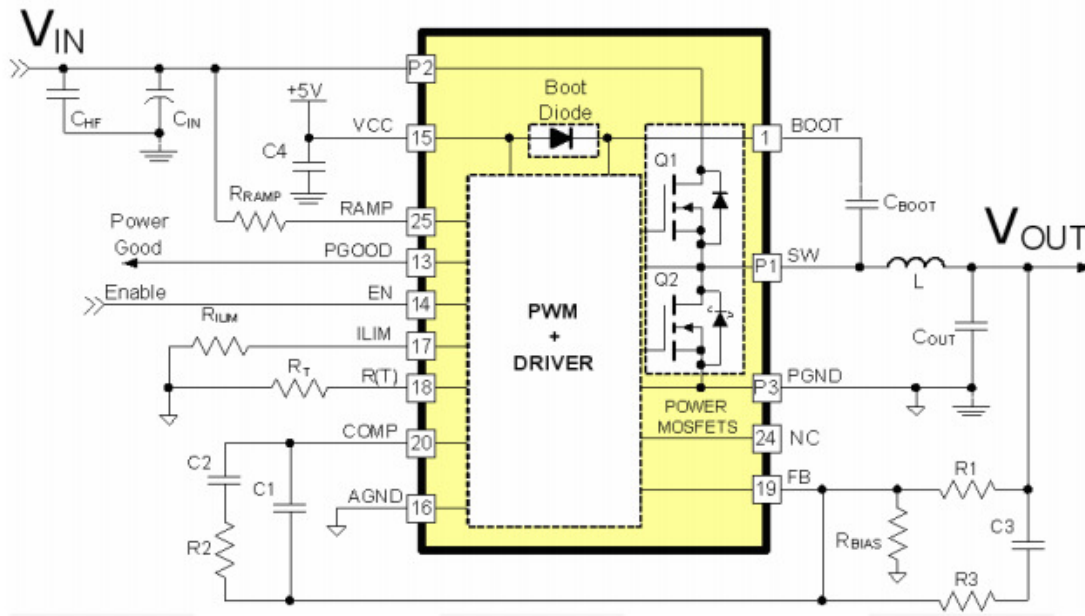 VIN
CHF
CIN
+5V
C4
VCC
15
P2
Boot
Diode
1
BOOT
CBOOT
RRAMP
RAMP
25
Power
Good
PGOOD
13
Enable
EN
14
RILIM
ILIM
17
RT
R(T)
18
COMP
20
C2
C1
R2
AGND
16
PWM
+
DRIVER
Q1
Q2
P1
SW
L
VOUT
COUT
P3
PGND
POWER
MOSFETS
24
NC
19
FB
R1
RBIAS
C3
R3